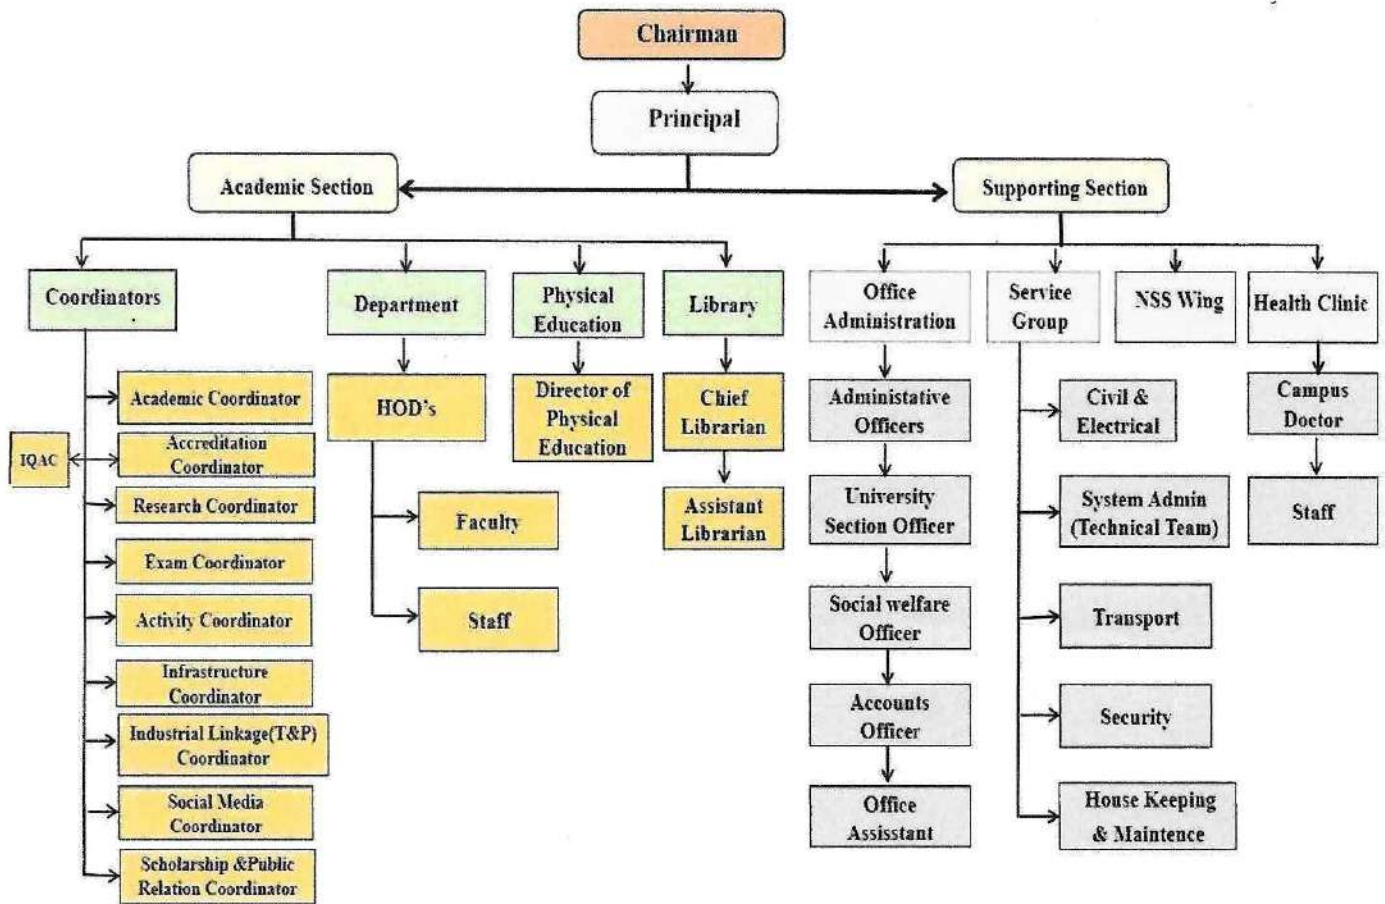 Chairman
Principal
Academic Section
Supporting Section
Coordinators
Department
Physical
Education
Library
Office
Administration
Service
Group
NSS Wing
Health Clinic
Academic Coordinator
IQAC
Accreditation
Coordinator
Research Coordinator
Exam Coordinator
Activity Coordinator
Infrastructure
Coordinator
Industrial Linkage(T&P)
Coordinator
Social Media
Coordinator
Scholarship &Public
Relation Coordinator
HOD's
Faculty
Staff
Director of
Physical
Education
Chief
Librarian
Assistant
Librarian
Administative
Officers
University
Section Officer
Social welfare
Officer
Accounts
Officer
Office
Assisstant
Civil &
Electrical
System Admin
(Technical Team)
Transport
Security
House Keeping
& Maintence
Campus
Doctor
Staff